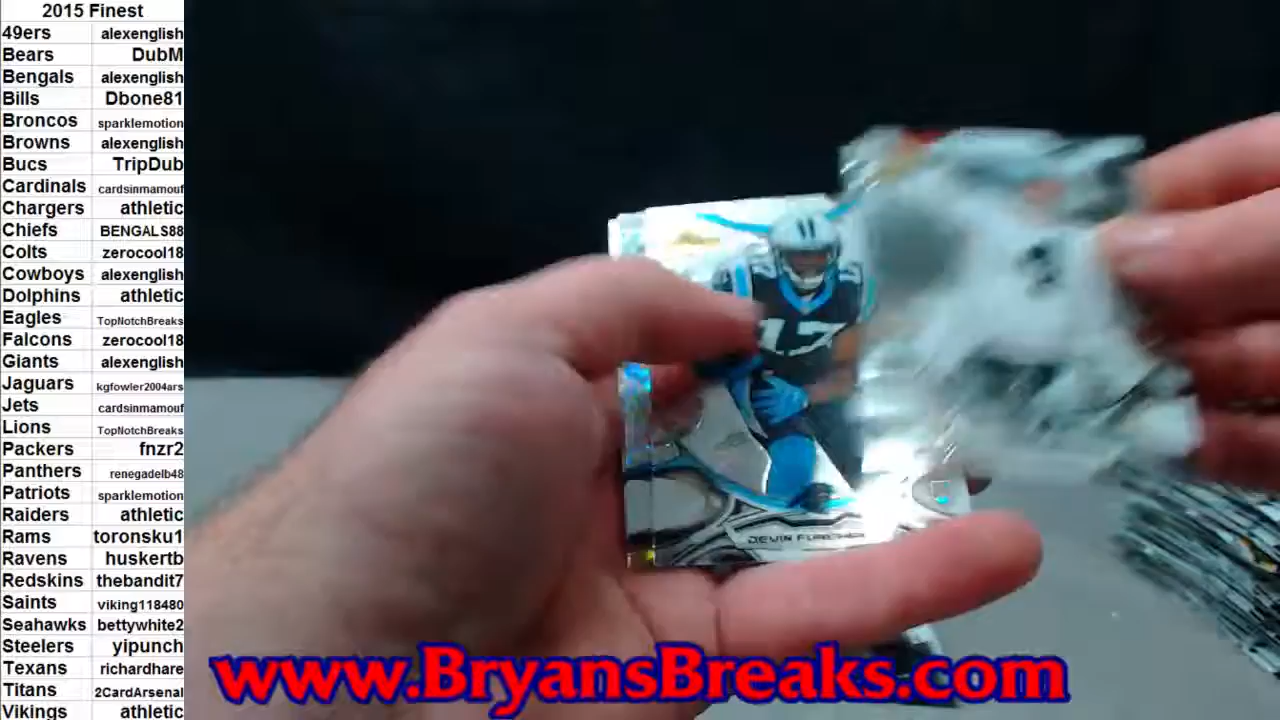 2015 Finest
49ers alexenglish
Bears DubM
Bengals alexenglish
Bills Dbone81
Broncos sparklemotion
Browns alexenglish
Bucs TripDub
Cardinals cardsinmamouf
Chargers athletic
Chiefs BENGALS88
Colts zerocool18
Cowboys alexenglish
Dolphins athletic
Eagles TopNotchBreaks
Falcons zerocool18
Giants alexenglish
Jaguars kgfowler2004ars
Jets cardsinmamouf
Lions TopNotchBreaks
Packers fnzr2
Panthers renegadelb48
Patriots sparklemotion
Raiders athletic
Rams toronsku1
Ravens huskertb
Redskins thebandit7
Saints viking118480
Seahawks bettywhite2
Steelers yipunch
Texans richardhare
Titans 2CardArsenal
Vikings athletic
17
DEVIN
www.BryansBreaks.com